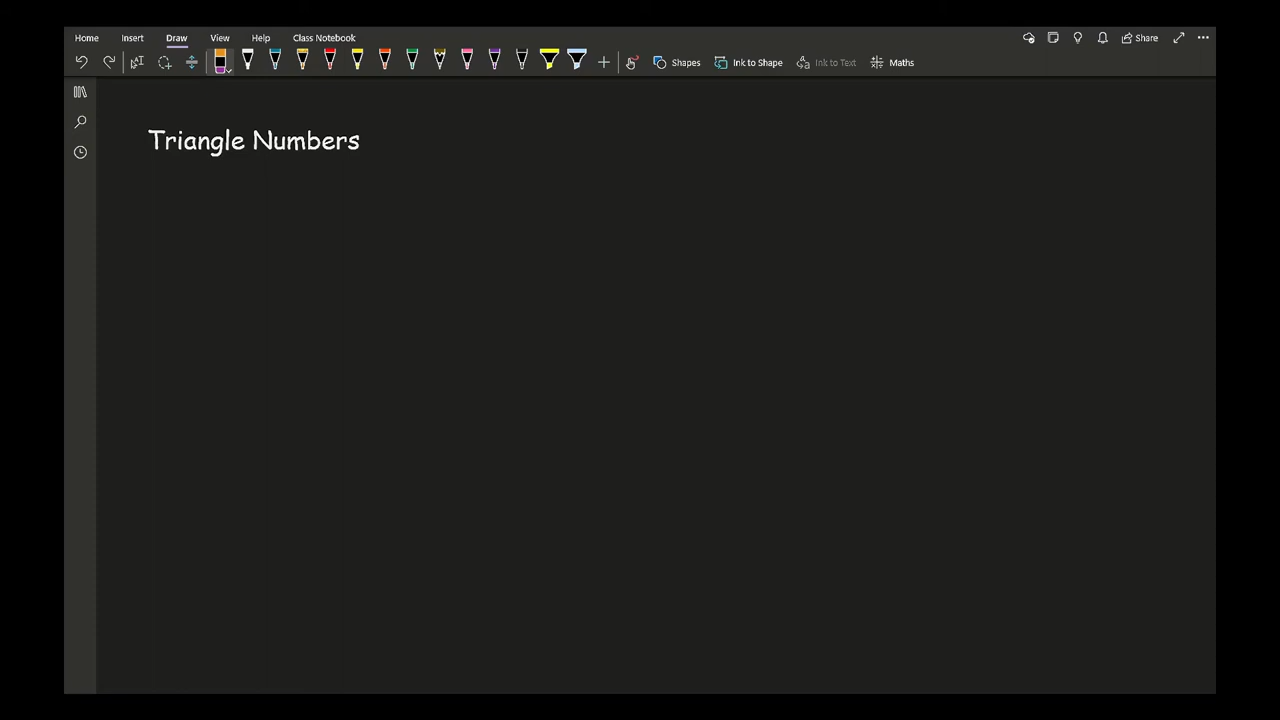 Home Insert Draw View Help Class Notebook
Share
Shapes Ink to Shape Ink to Text Maths
Triangle Numbers